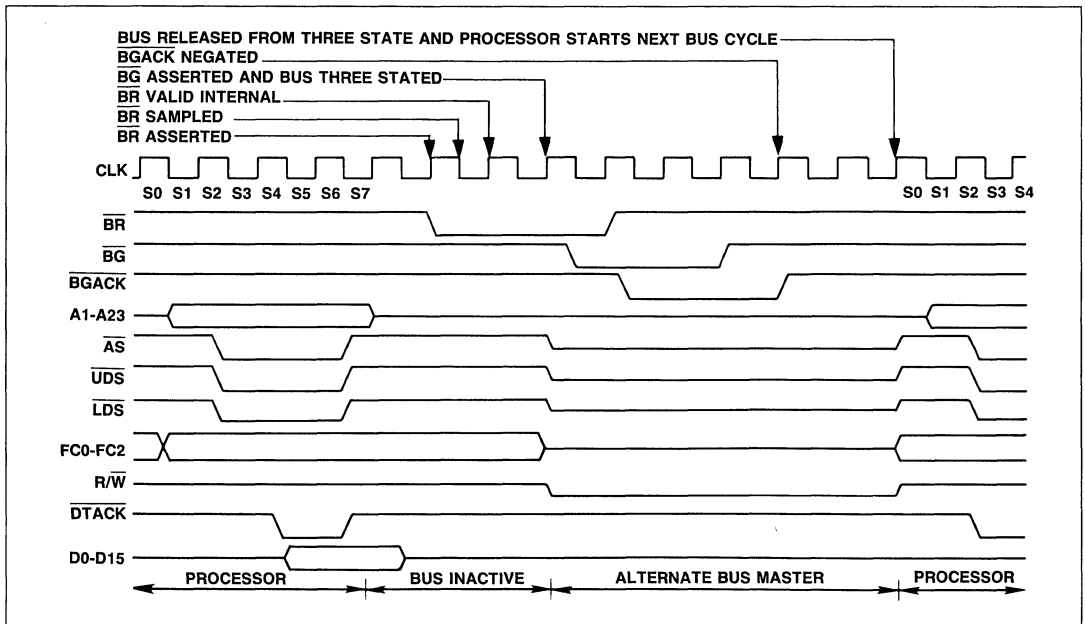 BUS RELEASED FROM THREE STATE AND PROCESSOR STARTS NEXT BUS CYCLE
BGACK NEGATED
BG ASSERTED AND BUS THREE STATED
BR VALID INTERNAL
BR SAMPLED
BR ASSERTED
CLK
S0 S1 S2 S3 S4 S5 S6 S7 S0 S1 S2 S3 S4
BR
BG
BGACK
A1-A23
AS
UDS
LDS
FC0-FC2
R/W
DTACK
D0-D15
PROCESSOR BUS INACTIVE ALTERNATE BUS MASTER PROCESSOR